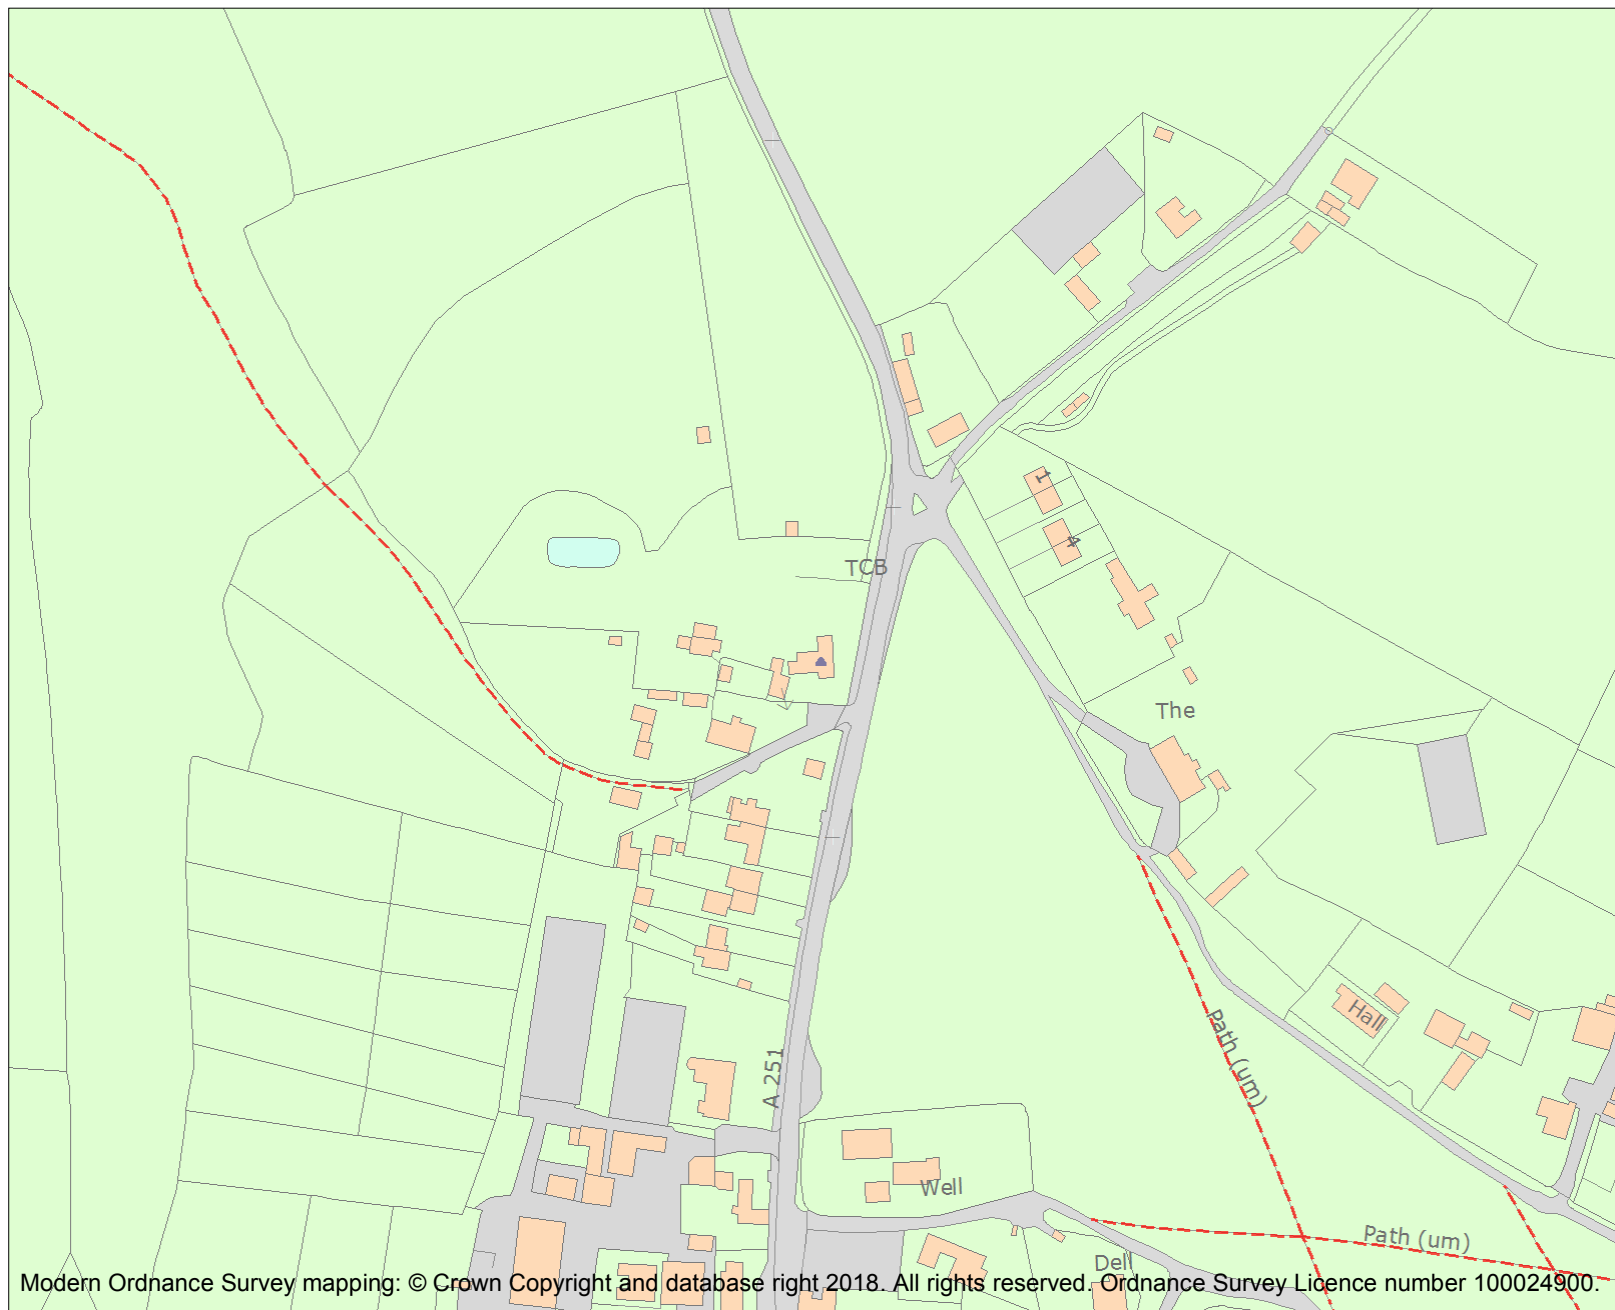 1
4
TCB
The
Path (um)
Hall
A 251
Well
Path (um)
Dell
Modern Ordnance Survey mapping: © Crown Copyright and database right 2018. All rights reserved. Ordnance Survey Licence number 100024900.